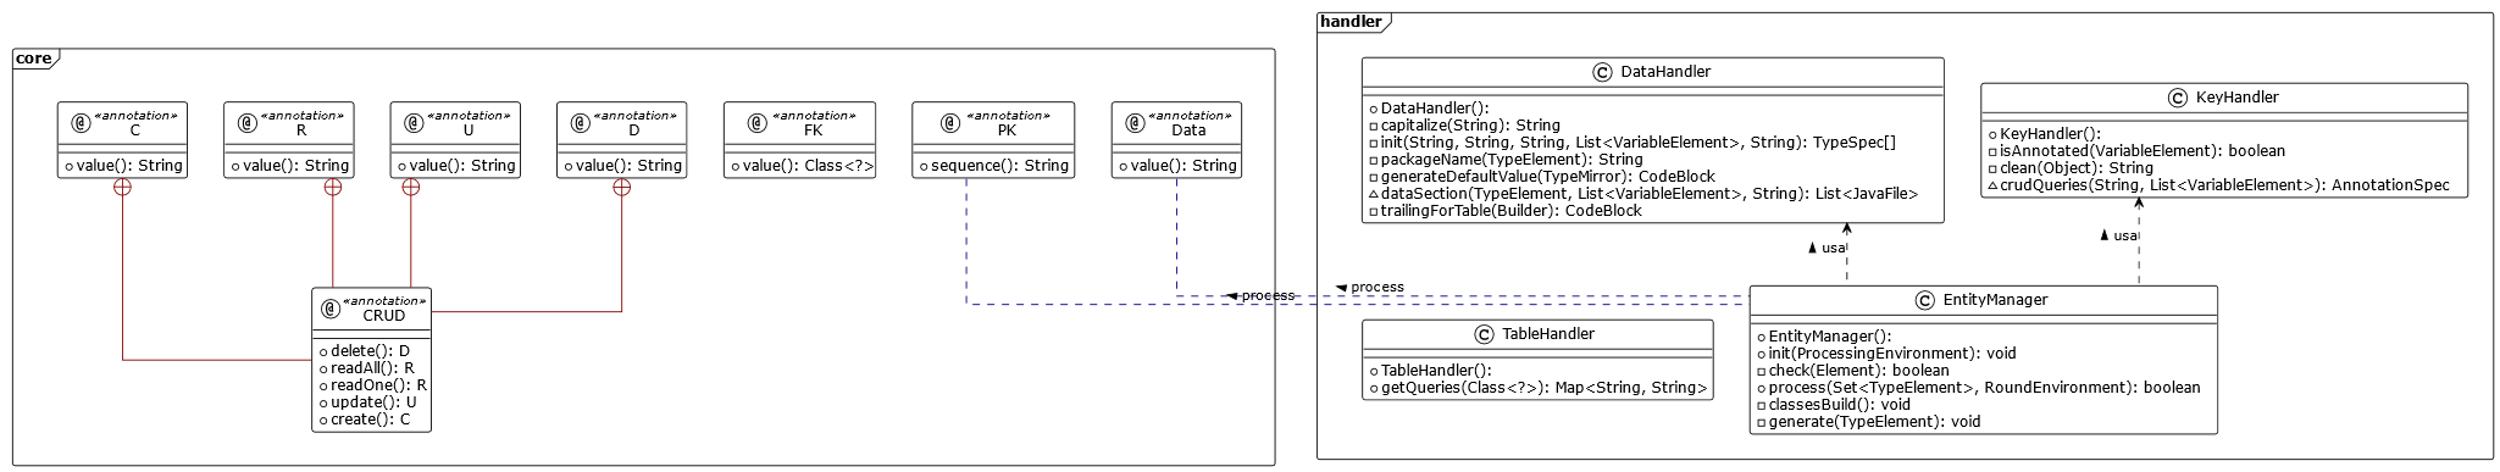 core
@ «annotation»
C
value(): String
@ «annotation»
R
value(): String
@ «annotation»
U
value(): String
@ «annotation»
D
value(): String
@ «annotation»
FK
value(): Class<?>
@ «annotation»
PK
sequence(): String
@ «annotation»
Data
value(): String
@ «annotation»
CRUD
delete(): D
readAll(): R
readOne(): R
update(): U
create(): C
process
process
handler
C DataHandler
DataHandler():
capitalize(String): String
init(String, String, String, List<VariableElement>, String): TypeSpec[]
packageName(TypeElement): String
generateDefaultValue(TypeMirror): CodeBlock
dataSection(TypeElement, List<VariableElement>, String): List<JavaFile>
trailingForTable(Builder): CodeBlock
C KeyHandler
KeyHandler():
isAnnotated(VariableElement): boolean
clean(Object): String
crudQueries(String, List<VariableElement>): AnnotationSpec
usa
usa
C TableHandler
TableHandler():
getQueries(Class<?>): Map<String, String>
C EntityManager
EntityManager():
init(ProcessingEnvironment): void
check(Element): boolean
process(Set<TypeElement>, RoundEnvironment): boolean
classesBuild(): void
generate(TypeElement): void